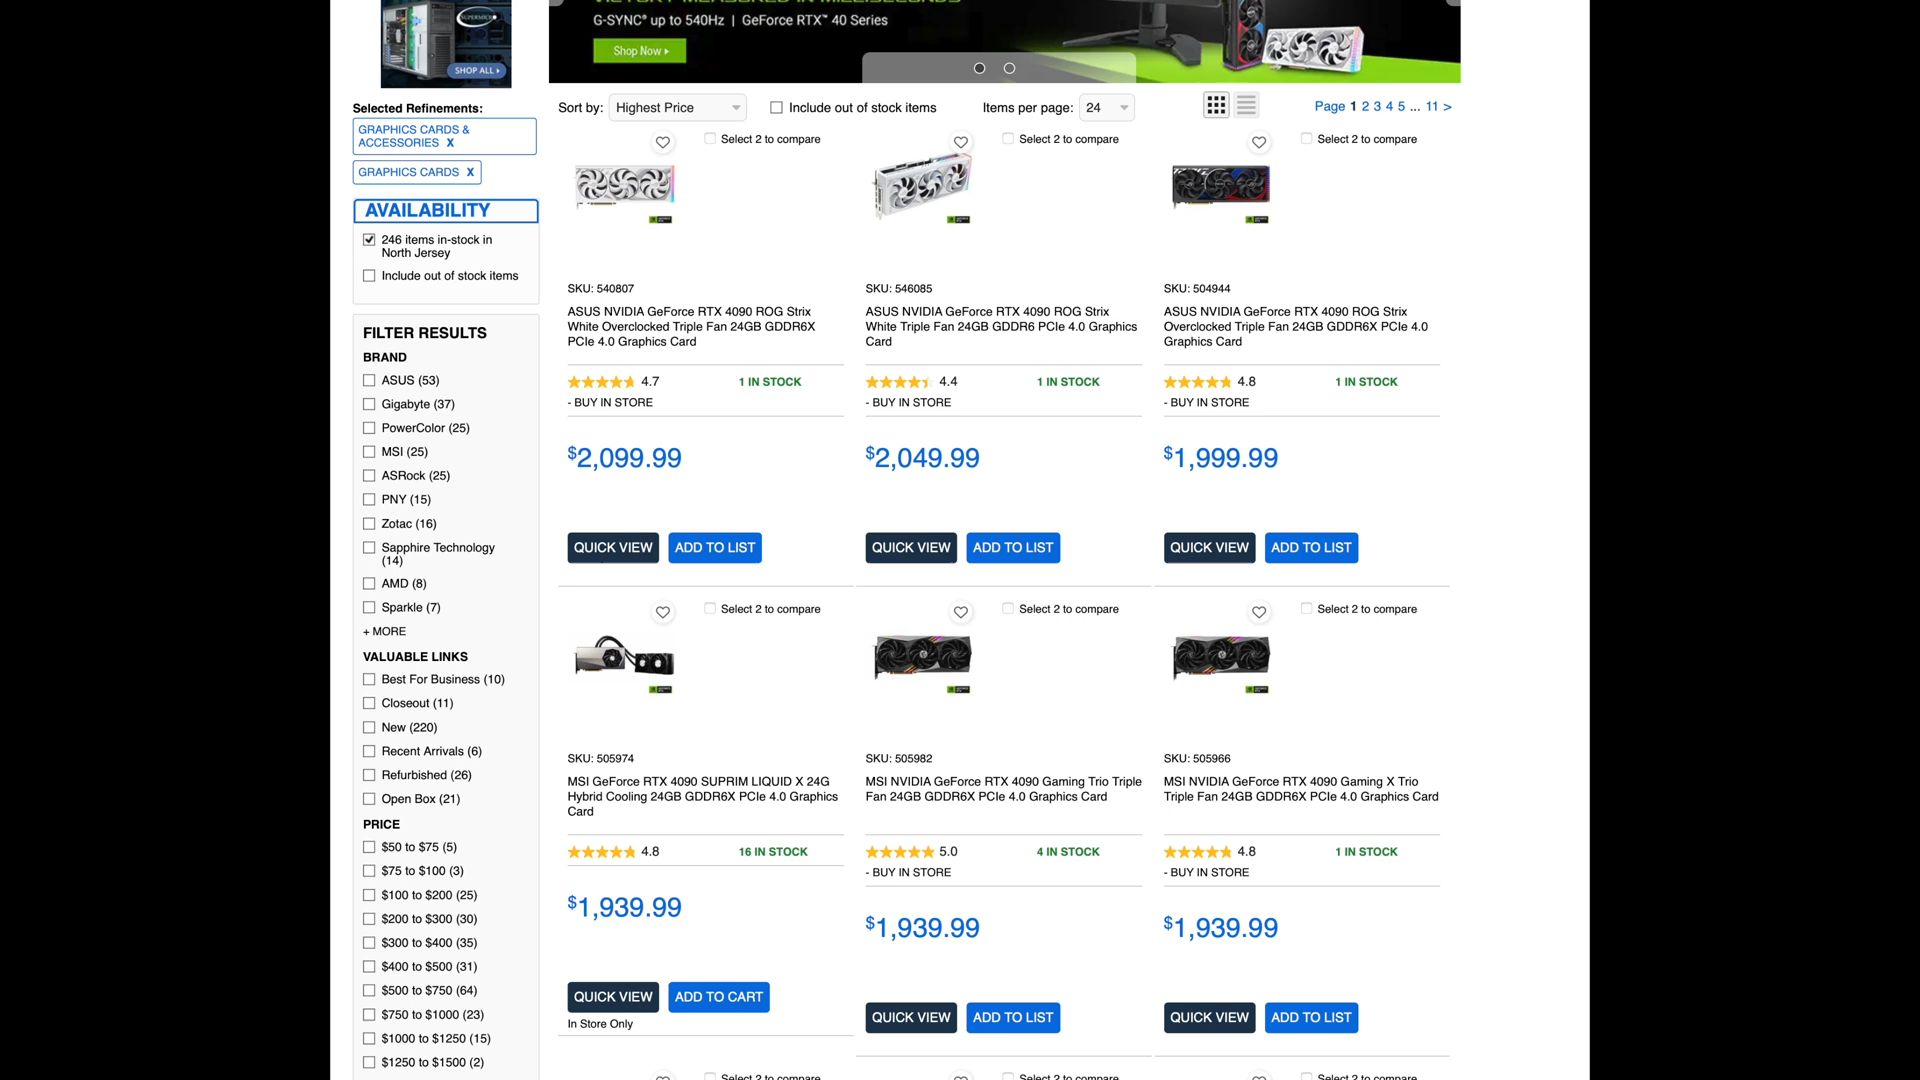 VICTORY MEASURED IN MILLISECONDS
G-SYNC® up to 540Hz | GeForce RTX™ 40 Series
Shop Now
SUPERMICRO
SHOP ALL
Selected Refinements:
GRAPHICS CARDS &
ACCESSORIES X
GRAPHICS CARDS X
AVAILABILITY
246 items in-stock in
North Jersey
Include out of stock items
FILTER RESULTS
BRAND
ASUS (53)
Gigabyte (37)
PowerColor (25)
MSI (25)
ASRock (25)
PNY (15)
Zotac (16)
Sapphire Technology
(14)
AMD (8)
Sparkle (7)
+ MORE
VALUABLE LINKS
Best For Business (10)
Closeout (11)
New (220)
Recent Arrivals (6)
Refurbished (26)
Open Box (21)
PRICE
$50 to $75 (5)
$75 to $100 (3)
$100 to $200 (25)
$200 to $300 (30)
$300 to $400 (35)
$400 to $500 (31)
$500 to $750 (64)
$750 to $1000 (23)
$1000 to $1250 (15)
$1250 to $1500 (2)
Sort by: Highest Price Include out of stock items Items per page: 24 Page 1 2 3 4 5 ... 11 >
Select 2 to compare
SKU: 540807
ASUS NVIDIA GeForce RTX 4090 ROG Strix
White Overclocked Triple Fan 24GB GDDR6X
PCIe 4.0 Graphics Card
4.7 1 IN STOCK
- BUY IN STORE
$2,099.99
QUICK VIEW ADD TO LIST
Select 2 to compare
SKU: 546085
ASUS NVIDIA GeForce RTX 4090 ROG Strix
White Triple Fan 24GB GDDR6 PCIe 4.0 Graphics
Card
4.4 1 IN STOCK
- BUY IN STORE
$2,049.99
QUICK VIEW ADD TO LIST
Select 2 to compare
SKU: 504944
ASUS NVIDIA GeForce RTX 4090 ROG Strix
Overclocked Triple Fan 24GB GDDR6X PCIe 4.0
Graphics Card
4.8 1 IN STOCK
- BUY IN STORE
$1,999.99
QUICK VIEW ADD TO LIST
Select 2 to compare
SKU: 505974
MSI GeForce RTX 4090 SUPRIM LIQUID X 24G
Hybrid Cooling 24GB GDDR6X PCIe 4.0 Graphics
Card
4.8 16 IN STOCK
$1,939.99
QUICK VIEW ADD TO CART
In Store Only
Select 2 to compare
SKU: 505982
MSI NVIDIA GeForce RTX 4090 Gaming Trio Triple
Fan 24GB GDDR6X PCIe 4.0 Graphics Card
5.0 4 IN STOCK
- BUY IN STORE
$1,939.99
QUICK VIEW ADD TO LIST
Select 2 to compare
SKU: 505966
MSI NVIDIA GeForce RTX 4090 Gaming X Trio
Triple Fan 24GB GDDR6X PCIe 4.0 Graphics Card
4.8 1 IN STOCK
- BUY IN STORE
$1,939.99
QUICK VIEW ADD TO LIST
Select 2 to compare
Select 2 to compare
Select 2 to compare